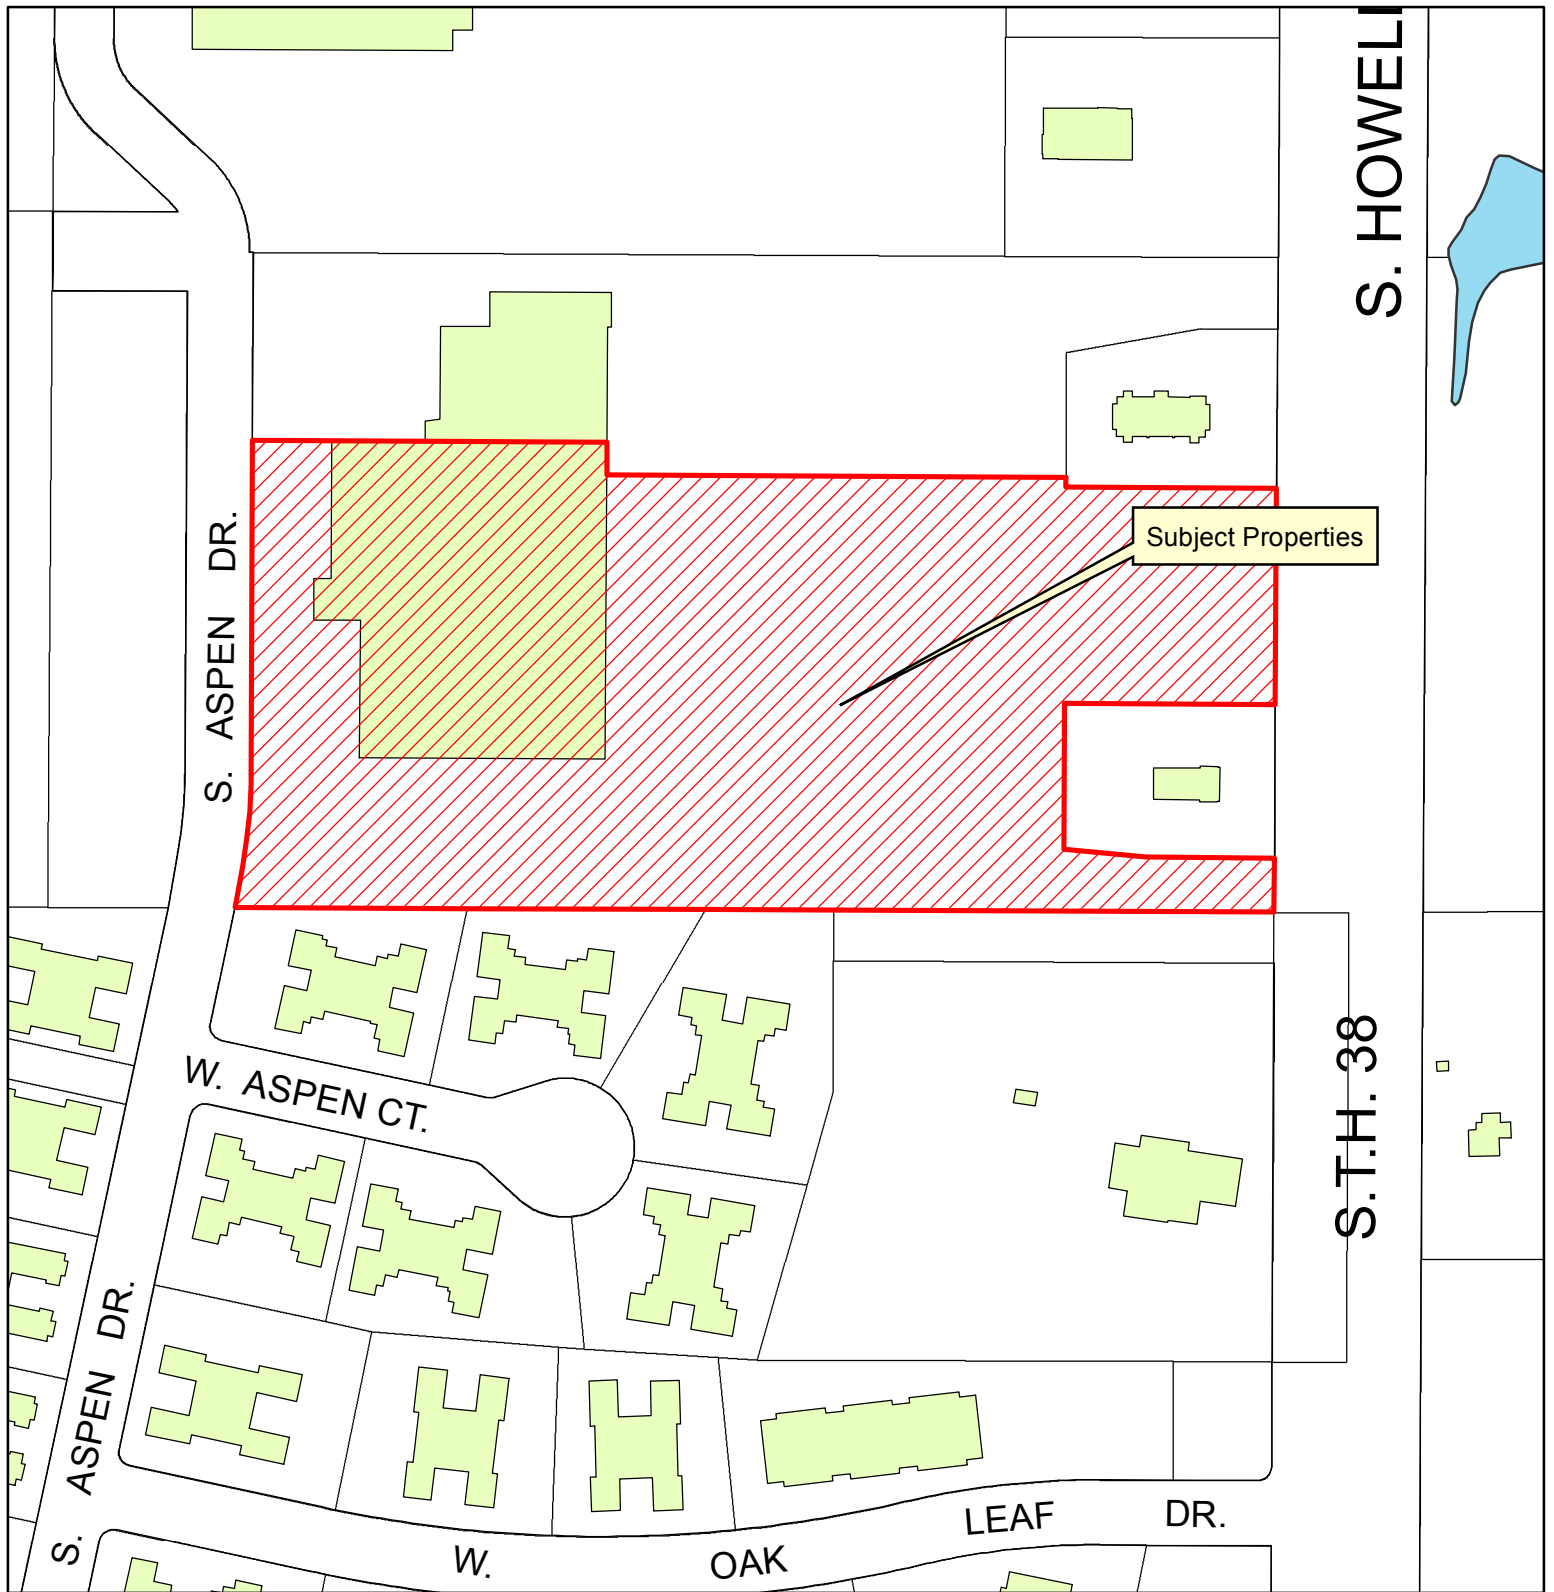 S. HOWELL
Subject Properties
S. ASPEN DR.
S.T.H. 38
W. ASPEN CT.
S. ASPEN DR.
W. OAK LEAF DR.